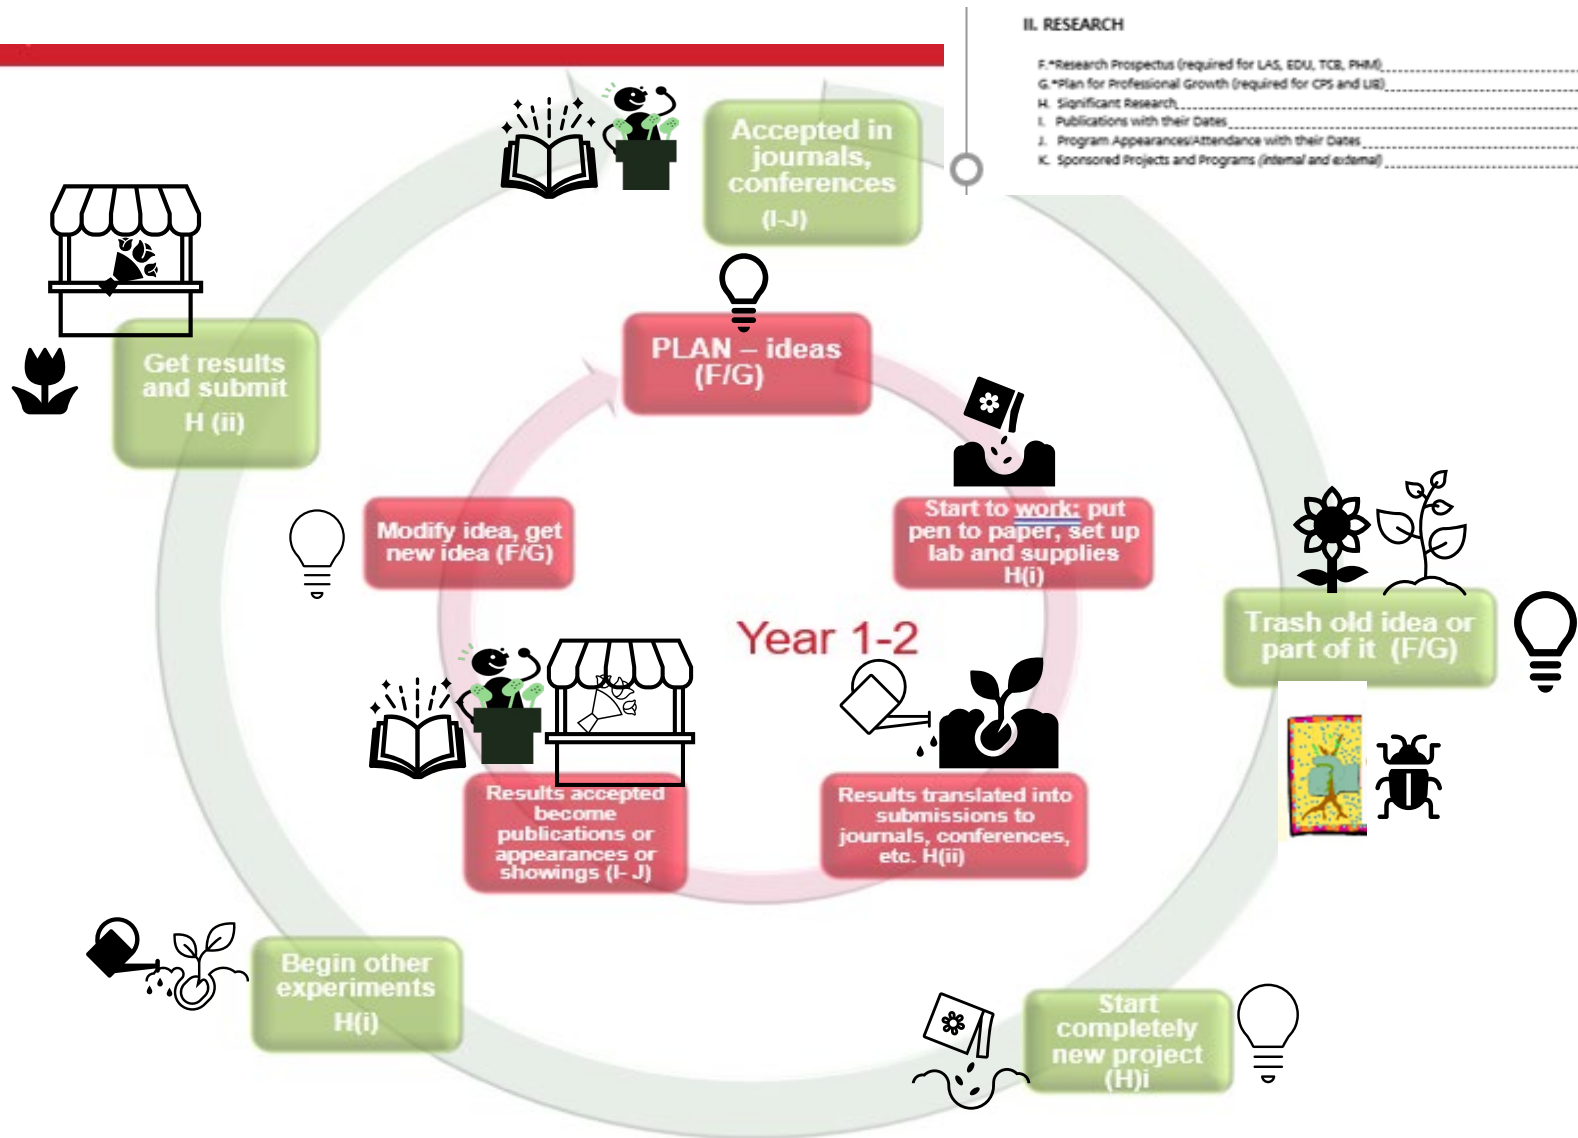 II. RESEARCH
F.*Research Prospectus (required for LAS, EDU, TCB, PHM)
G.*Plan for Professional Growth (required for CPS and LIB)
H. Significant Research
I. Publications with their Dates
J. Program Appearances/Attendance with their Dates
K. Sponsored Projects and Programs (internal and external)
Accepted in
journals,
conferences
(I-J)
PLAN – ideas
(F/G)
Get results
and submit
H (ii)
Modify idea, get
new idea (F/G)
Start to work: put
pen to paper, set up
lab and supplies
H(i)
Year 1-2
Trash old idea or
part of it (F/G)
Results accepted
become
publications or
appearances or
showings (I- J)
Results translated into
submissions to
journals, conferences,
etc. H(ii)
Begin other
experiments
H(i)
Start
completely
new project
(H)i